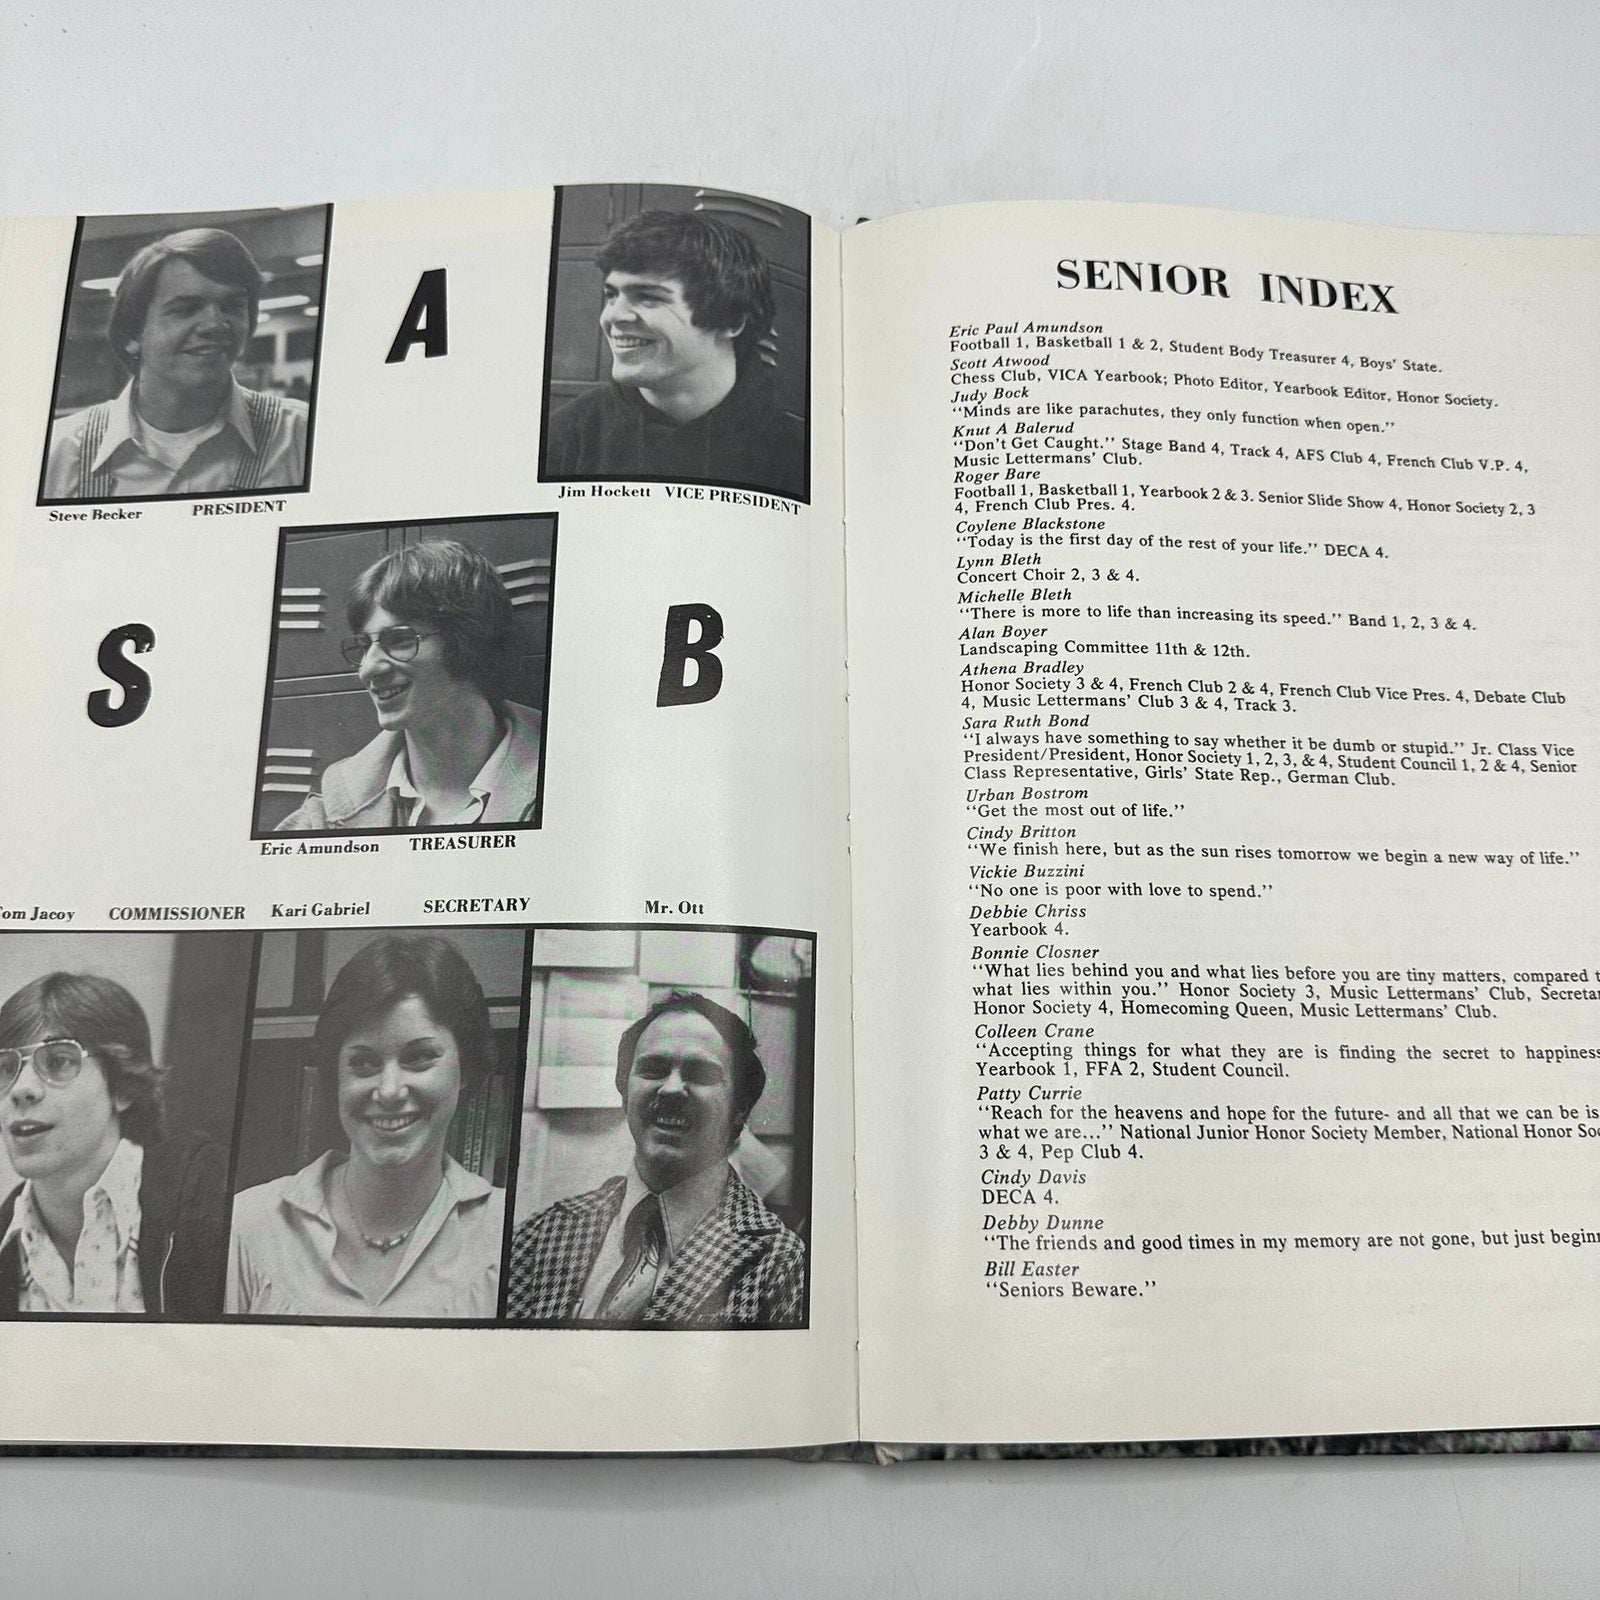 A
Steve Becker PRESIDENT
Jim Hockett VICE PRESIDENT
S
B
Eric Amundson TREASURER
Jacoy COMMISSIONER Kari Gabriel SECRETARY Mr. Ott
SENIOR INDEX
Eric Paul Amundson
Football 1, Basketball 1 & 2, Student Body Treasurer 4, Boys' State.
Scott Atwood
Chess Club, VICA Yearbook; Photo Editor, Yearbook Editor, Honor Society.
Judy Bock
"Minds are like parachutes, they only function when open."
Knut A Balerud
"Don't Get Caught." Stage Band 4, Track 4, AFS Club 4, French Club V.P. 4,
Music Lettermans' Club.
Roger Bare
Football 1, Basketball 1, Yearbook 2 & 3. Senior Slide Show 4, Honor Society 2, 3
4, French Club Pres. 4.
Coylene Blackstone
"Today is the first day of the rest of your life." DECA 4.
Lynn Bleth
Concert Choir 2, 3 & 4.
Michelle Bleth
"There is more to life than increasing its speed." Band 1, 2, 3 & 4.
Alan Boyer
Landscaping Committee 11th & 12th.
Athena Bradley
Honor Society 3 & 4, French Club 2 & 4, French Club Vice Pres. 4, Debate Club
4, Music Lettermans' Club 3 & 4, Track 3.
Sara Ruth Bond
"I always have something to say whether it be dumb or stupid." Jr. Class Vice
President/President, Honor Society 1, 2, 3, & 4, Student Council 1, 2 & 4, Senior
Class Representative, Girls' State Rep., German Club.
Urban Bostrom
"Get the most out of life."
Cindy Britton
"We finish here, but as the sun rises tomorrow we begin a new way of life."
Vickie Buzzini
"No one is poor with love to spend."
Debbie Chriss
Yearbook 4.
Bonnie Closner
"What lies behind you and what lies before you are tiny matters, compared
what lies within you." Honor Society 3, Music Lettermans' Club,
Honor Society 4, Homecoming Queen, Music Lettermans' Club.
Colleen Crane
"Accepting things for what they are is finding the secret to happiness
Yearbook 1, FFA 2, Student Council.
Patty Currie
"Reach for the heavens and hope for the future- and all that we can be is
what we are..." National Junior Honor Society Member, National Honor
3 & 4, Pep Club 4.
Cindy Davis
DECA 4.
Debby Dunne
"The friends and good times in my memory are not gone, but just
Bill Easter
"Seniors Beware."